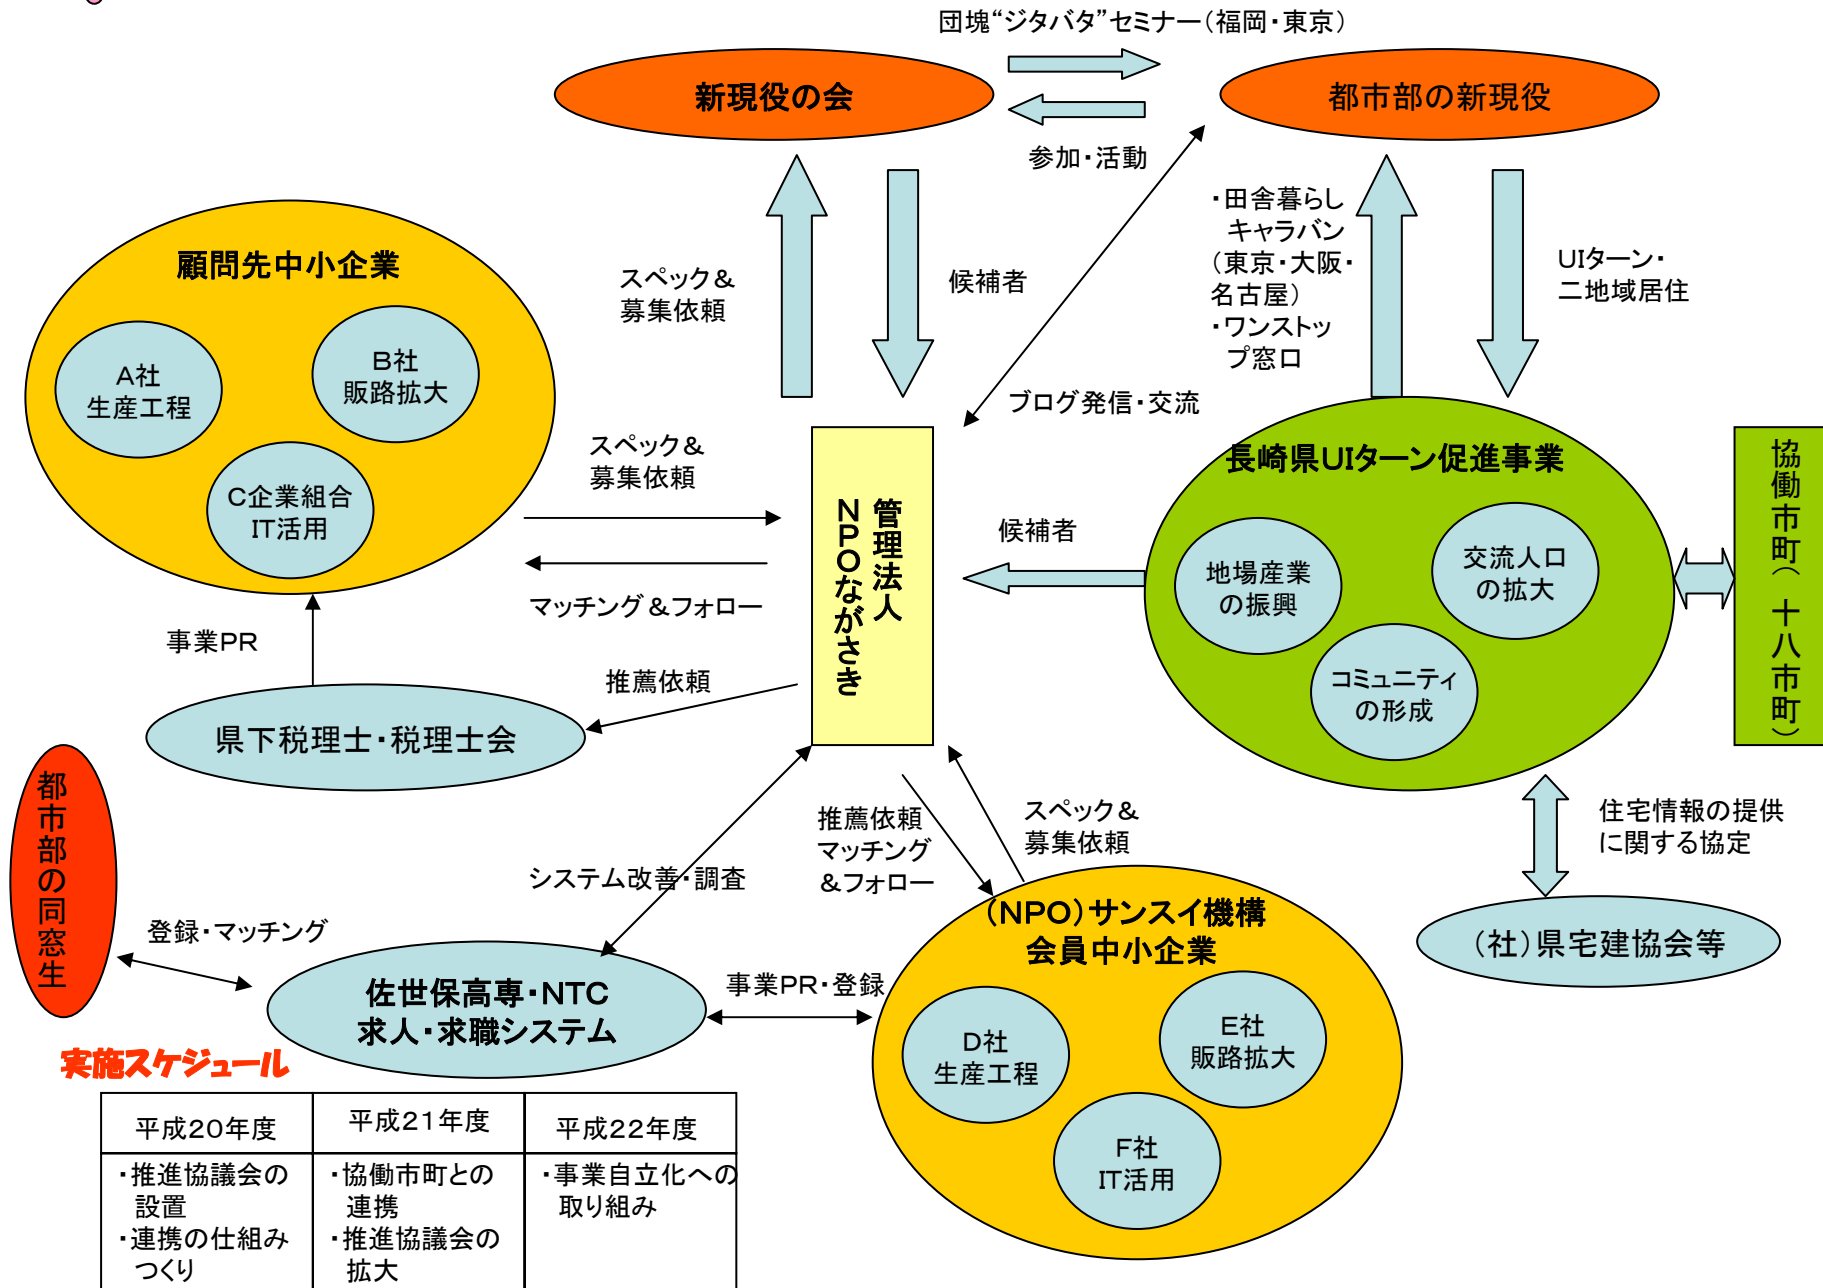 団塊“ジタバタ”セミナー(福岡・東京)
新現役の会
都市部の新現役
参加・活動
・田舎暮らし
キャラバン
(東京・大阪・
名古屋)
・ワンストッ
プ窓口
UIターン・
二地域居住
スペック&
募集依頼
候補者
顧問先中小企業
A社
生産工程
B社
販路拡大
C企業組合
IT活用
ブログ発信・交流
スペック&
募集依頼
マッチング&フォロー
管理法人
NPOながさき
候補者
長崎県UIターン促進事業
地場産業
の振興
交流人口
の拡大
コミュニティ
の形成
協働市町(十八市町)
事業PR
推薦依頼
県下税理士・税理士会
都市部の同窓生
推薦依頼
マッチング
&フォロー
スペック&
募集依頼
住宅情報の提供
に関する協定
システム改善・調査
登録・マッチング
(NPO)サンスイ機構
会員中小企業
(社)県宅建協会等
佐世保高専・NTC
求人・求職システム
事業PR・登録
D社
生産工程
E社
販路拡大
F社
IT活用
実施スケジュール
平成20年度
平成21年度
平成22年度
・推進協議会の
設置
・連携の仕組み
つくり
・協働市町との
連携
・推進協議会の
拡大
・事業自立化への
取り組み